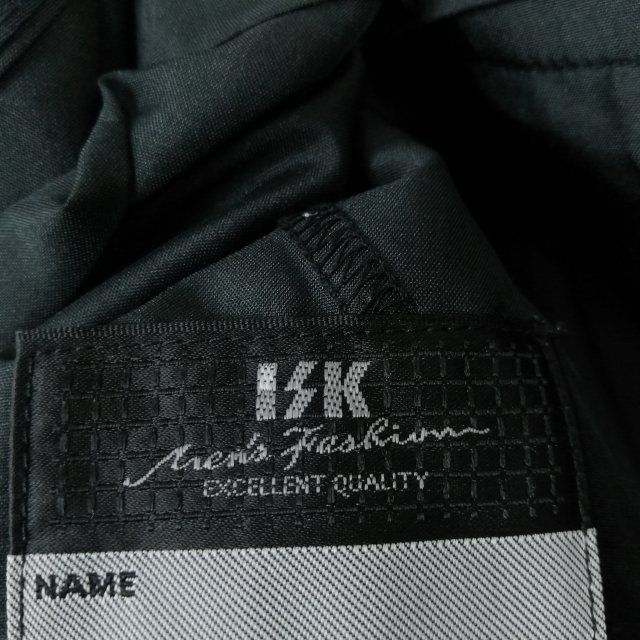 ISK
Men's Fashion
EXCELLENT QUALITY
NAME